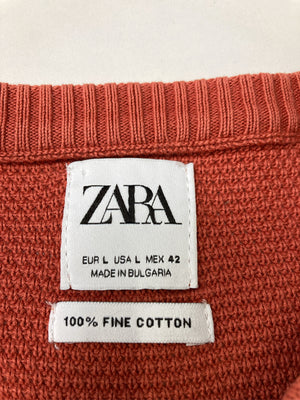 ZARA
EUR L USA L MEX 42
MADE IN BULGARIA
100% FINE COTTON